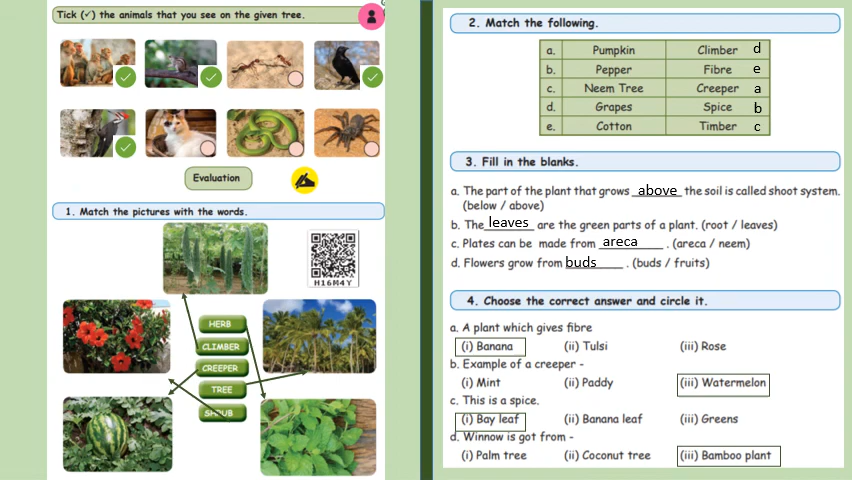 Tick (✓) the animals that you see on the given tree.
Evaluation
1. Match the pictures with the words.
H16M4Y
HERB
CLIMBER
CREEPER
TREE
SHRUB
2. Match the following.
a. Pumpkin Climber d
b. Pepper Fibre e
c. Neem Tree Creeper a
d. Grapes Spice b
e. Cotton Timber c
3. Fill in the blanks.
a. The part of the plant that grows above the soil is called shoot system.
(below / above)
b. The leaves are the green parts of a plant. (root / leaves)
c. Plates can be made from areca . (areca / neem)
d. Flowers grow from buds . (buds / fruits)
4. Choose the correct answer and circle it.
a. A plant which gives fibre
(i) Banana (ii) Tulsi (iii) Rose
b. Example of a creeper -
(i) Mint (ii) Paddy (iii) Watermelon
c. This is a spice.
(i) Bay leaf (ii) Banana leaf (iii) Greens
d. Winnow is got from -
(i) Palm tree (ii) Coconut tree (iii) Bamboo plant